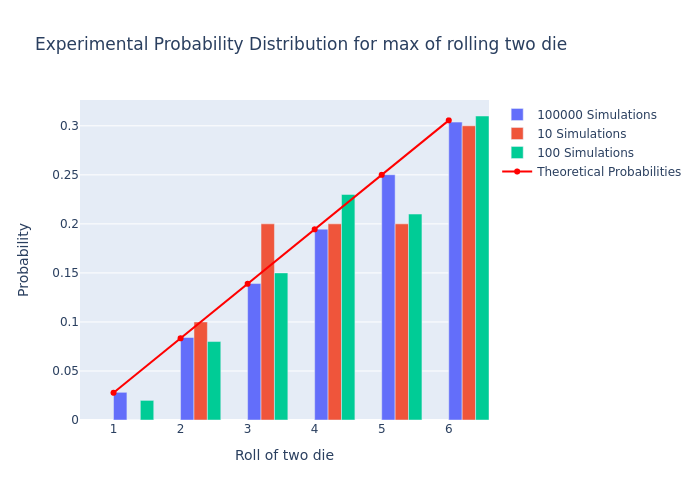 Experimental Probability Distribution for max of rolling two die
100000 Simulations
10 Simulations
100 Simulations
Theoretical Probabilities
Probability
0.3
0.25
0.2
0.15
0.1
0.05
0
1 2 3 4 5 6
Roll of two die